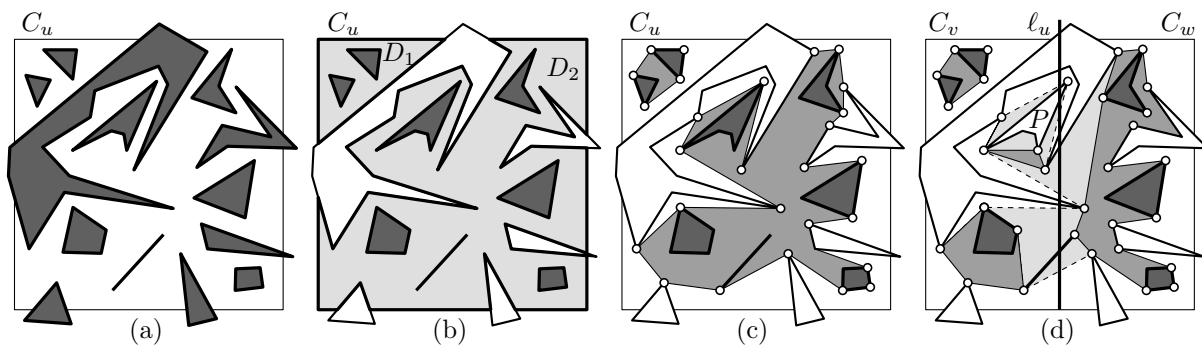 C_u C_u C_u C_v ℓ_u C_w
D_1 D_2
P
(a) (b) (c) (d)